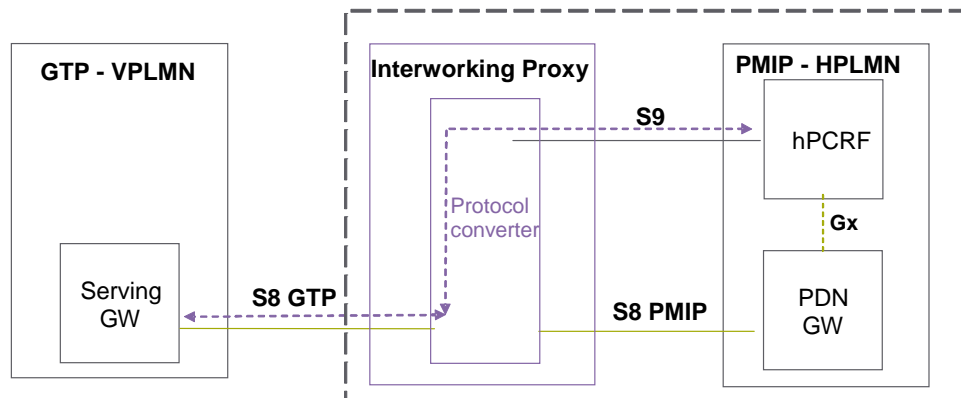 GTP - VPLMN
Interworking Proxy
PMIP - HPLMN
S9
hPCRF
Protocol
converter
Gx
Serving
GW
S8 GTP
S8 PMIP
PDN
GW